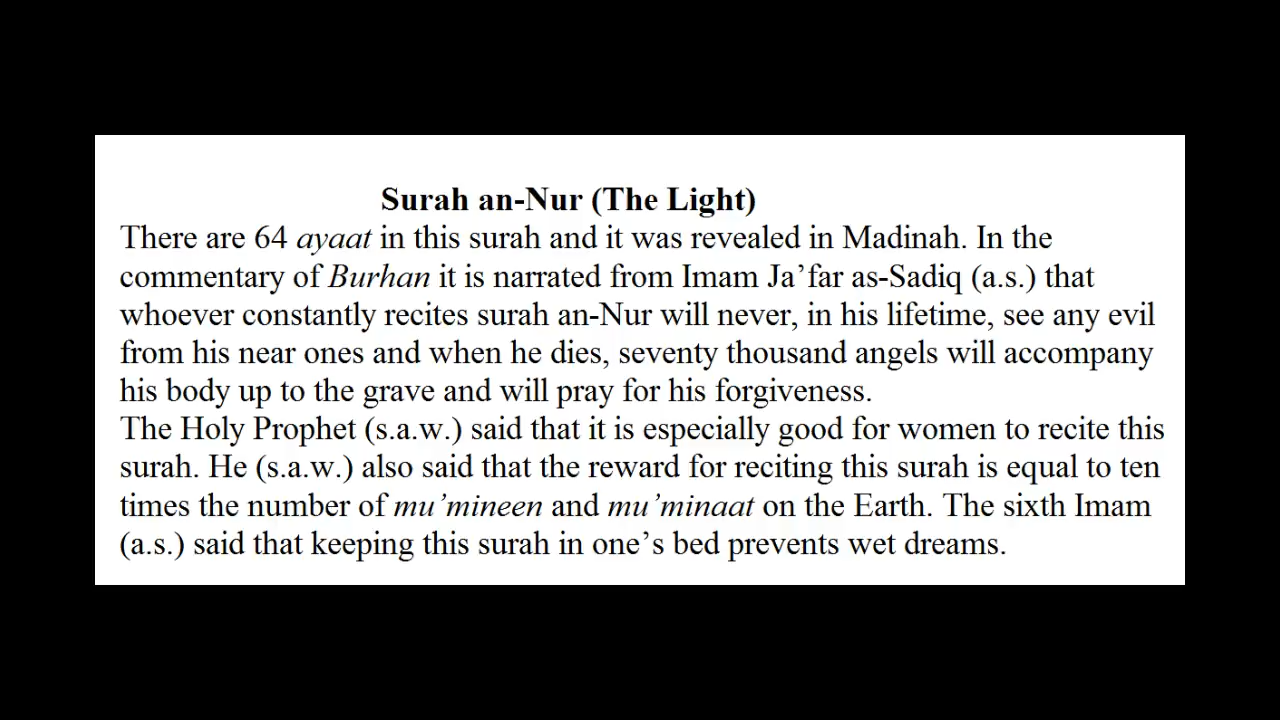 Surah an-Nur (The Light)
There are 64 ayaat in this surah and it was revealed in Madinah. In the
commentary of Burhan it is narrated from Imam Ja’far as-Sadiq (a.s.) that
whoever constantly recites surah an-Nur will never, in his lifetime, see any evil
from his near ones and when he dies, seventy thousand angels will accompany
his body up to the grave and will pray for his forgiveness.
The Holy Prophet (s.a.w.) said that it is especially good for women to recite this
surah. He (s.a.w.) also said that the reward for reciting this surah is equal to ten
times the number of mu’mineen and mu’minaat on the Earth. The sixth Imam
(a.s.) said that keeping this surah in one’s bed prevents wet dreams.